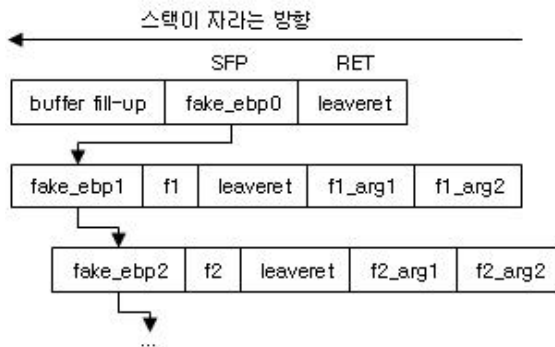 스택이 자라는 방향
SFP RET
buffer fill-up fake_ebp0 leaveret
fake_ebp1 f1 leaveret f1_arg1 f1_arg2
fake_ebp2 f2 leaveret f2_arg1 f2_arg2
...